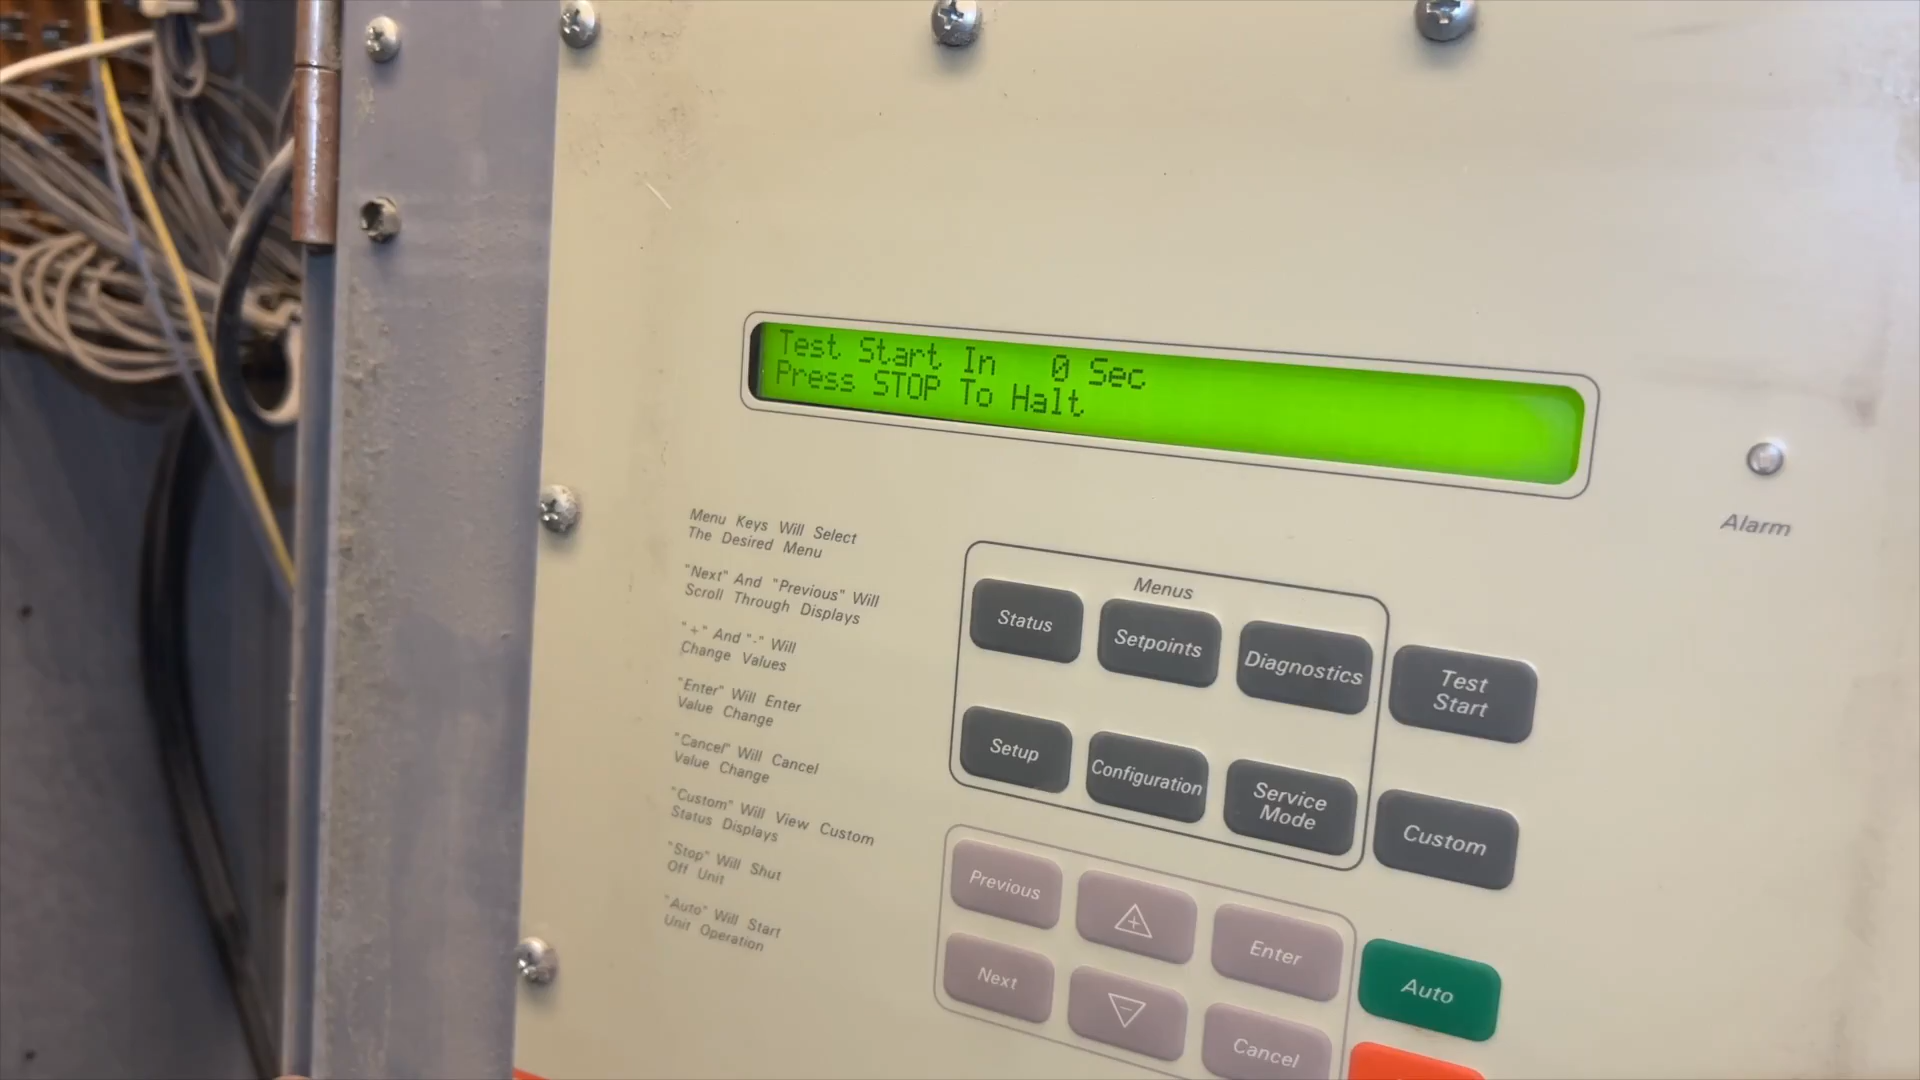 Test Start In 0 Sec
Press STOP To Halt
Alarm
Menu Keys Will Select
The Desired Menu
"Next" And "Previous" Will
Scroll Through Displays
"+" And "-" Will
Change Values
"Enter" Will Enter
Value Change
"Cancel" Will Cancel
Value Change
"Custom" Will View Custom
Status Displays
"Stop" Will Shut
Off Unit
"Auto" Will Start
Unit Operation
Menus
Status
Setpoints
Diagnostics
Test
Start
Setup
Configuration
Service
Mode
Custom
Previous
+
Enter
Next
-
Cancel
Auto